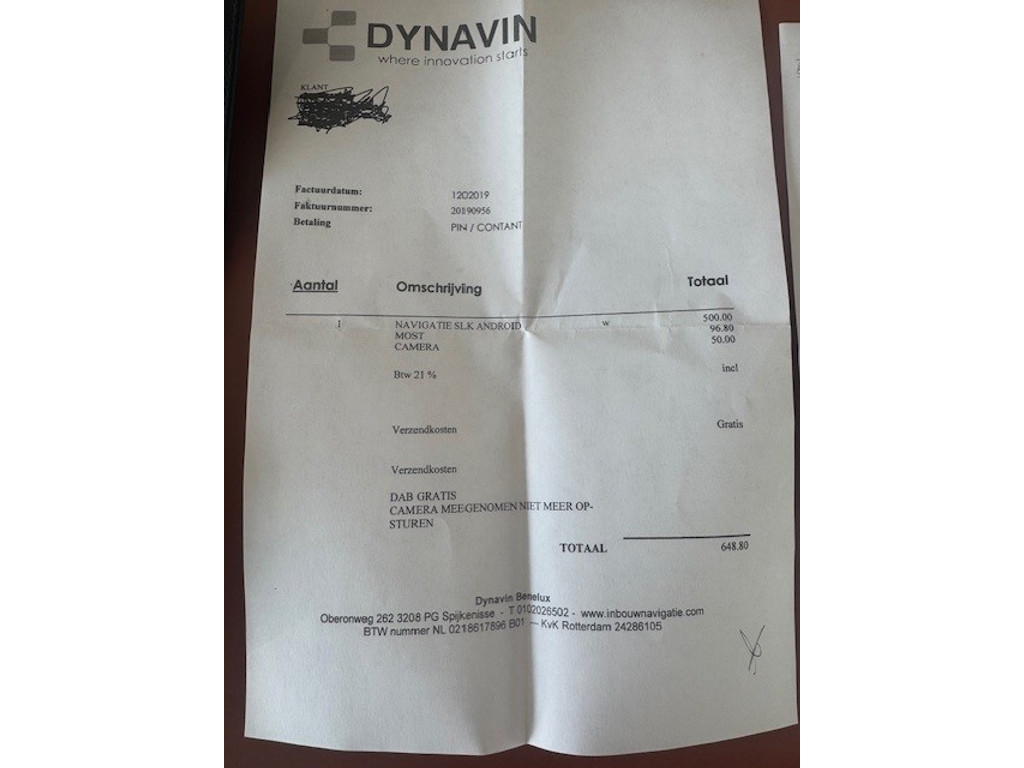 DYNAVIN
where innovation starts
KLANT
Factuurdatum: 12O2019
Faktuurnummer: 20190956
Betaling PIN / CONTANT
Aantal Omschrijving Totaal
1 NAVIGATIE SLK ANDROID w 500.00
MOST 96.80
CAMERA 50.00
Btw 21 % incl
Verzendkosten Gratis
Verzendkosten
DAB GRATIS
CAMERA MEEGENOMEN NIET MEER OP-
STUREN
TOTAAL 648.80
Dynavin Benelux
Oberonweg 262 3208 PG Spijkenisse - T 0102026502 - www.inbouwnavigatie.com
BTW nummer NL 0218617896 B01 — KvK Rotterdam 24286105